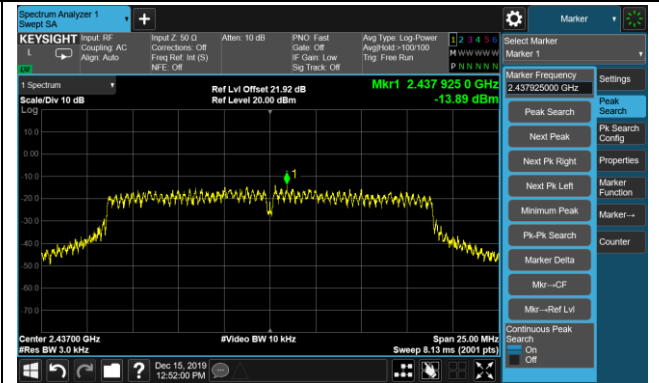 Spectrum Analyzer 1
Swept SA
Marker
KEYSIGHT
L
Input: RF
Coupling: AC
Align: Auto
Input Z: 50 Ω
Corrections: Off
Freq Ref: Int (S)
NFE: Off
Atten: 10 dB
PNO: Fast
Gate: Off
IF Gain: Low
Sig Track: Off
Avg Type: Log-Power
Avg|Hold:>100/100
Trig: Free Run
1 2 3 4 5 6
M W W W W W
P N N N N N
Select Marker
Marker 1
1 Spectrum
Scale/Div 10 dB
Log
Ref Lvl Offset 21.92 dB
Ref Level 20.00 dBm
Mkr1 2.437 925 0 GHz
-13.89 dBm
10.0
0.00
-10.0
-20.0
-30.0
-40.0
-50.0
-60.0
-70.0
1
Center 2.43700 GHz
#Res BW 3.0 kHz
#Video BW 10 kHz
Span 25.00 MHz
Sweep 8.13 ms (2001 pts)
Marker Frequency
2.437925000 GHz
Peak Search
Next Peak
Next Pk Right
Next Pk Left
Minimum Peak
Pk-Pk Search
Marker Delta
Mkr→CF
Mkr→Ref Lvl
Continuous Peak
Search
On
Off
Settings
Peak
Search
Pk Search
Config
Properties
Marker
Function
Marker→
Counter
?
Dec 15, 2019
12:52:00 PM